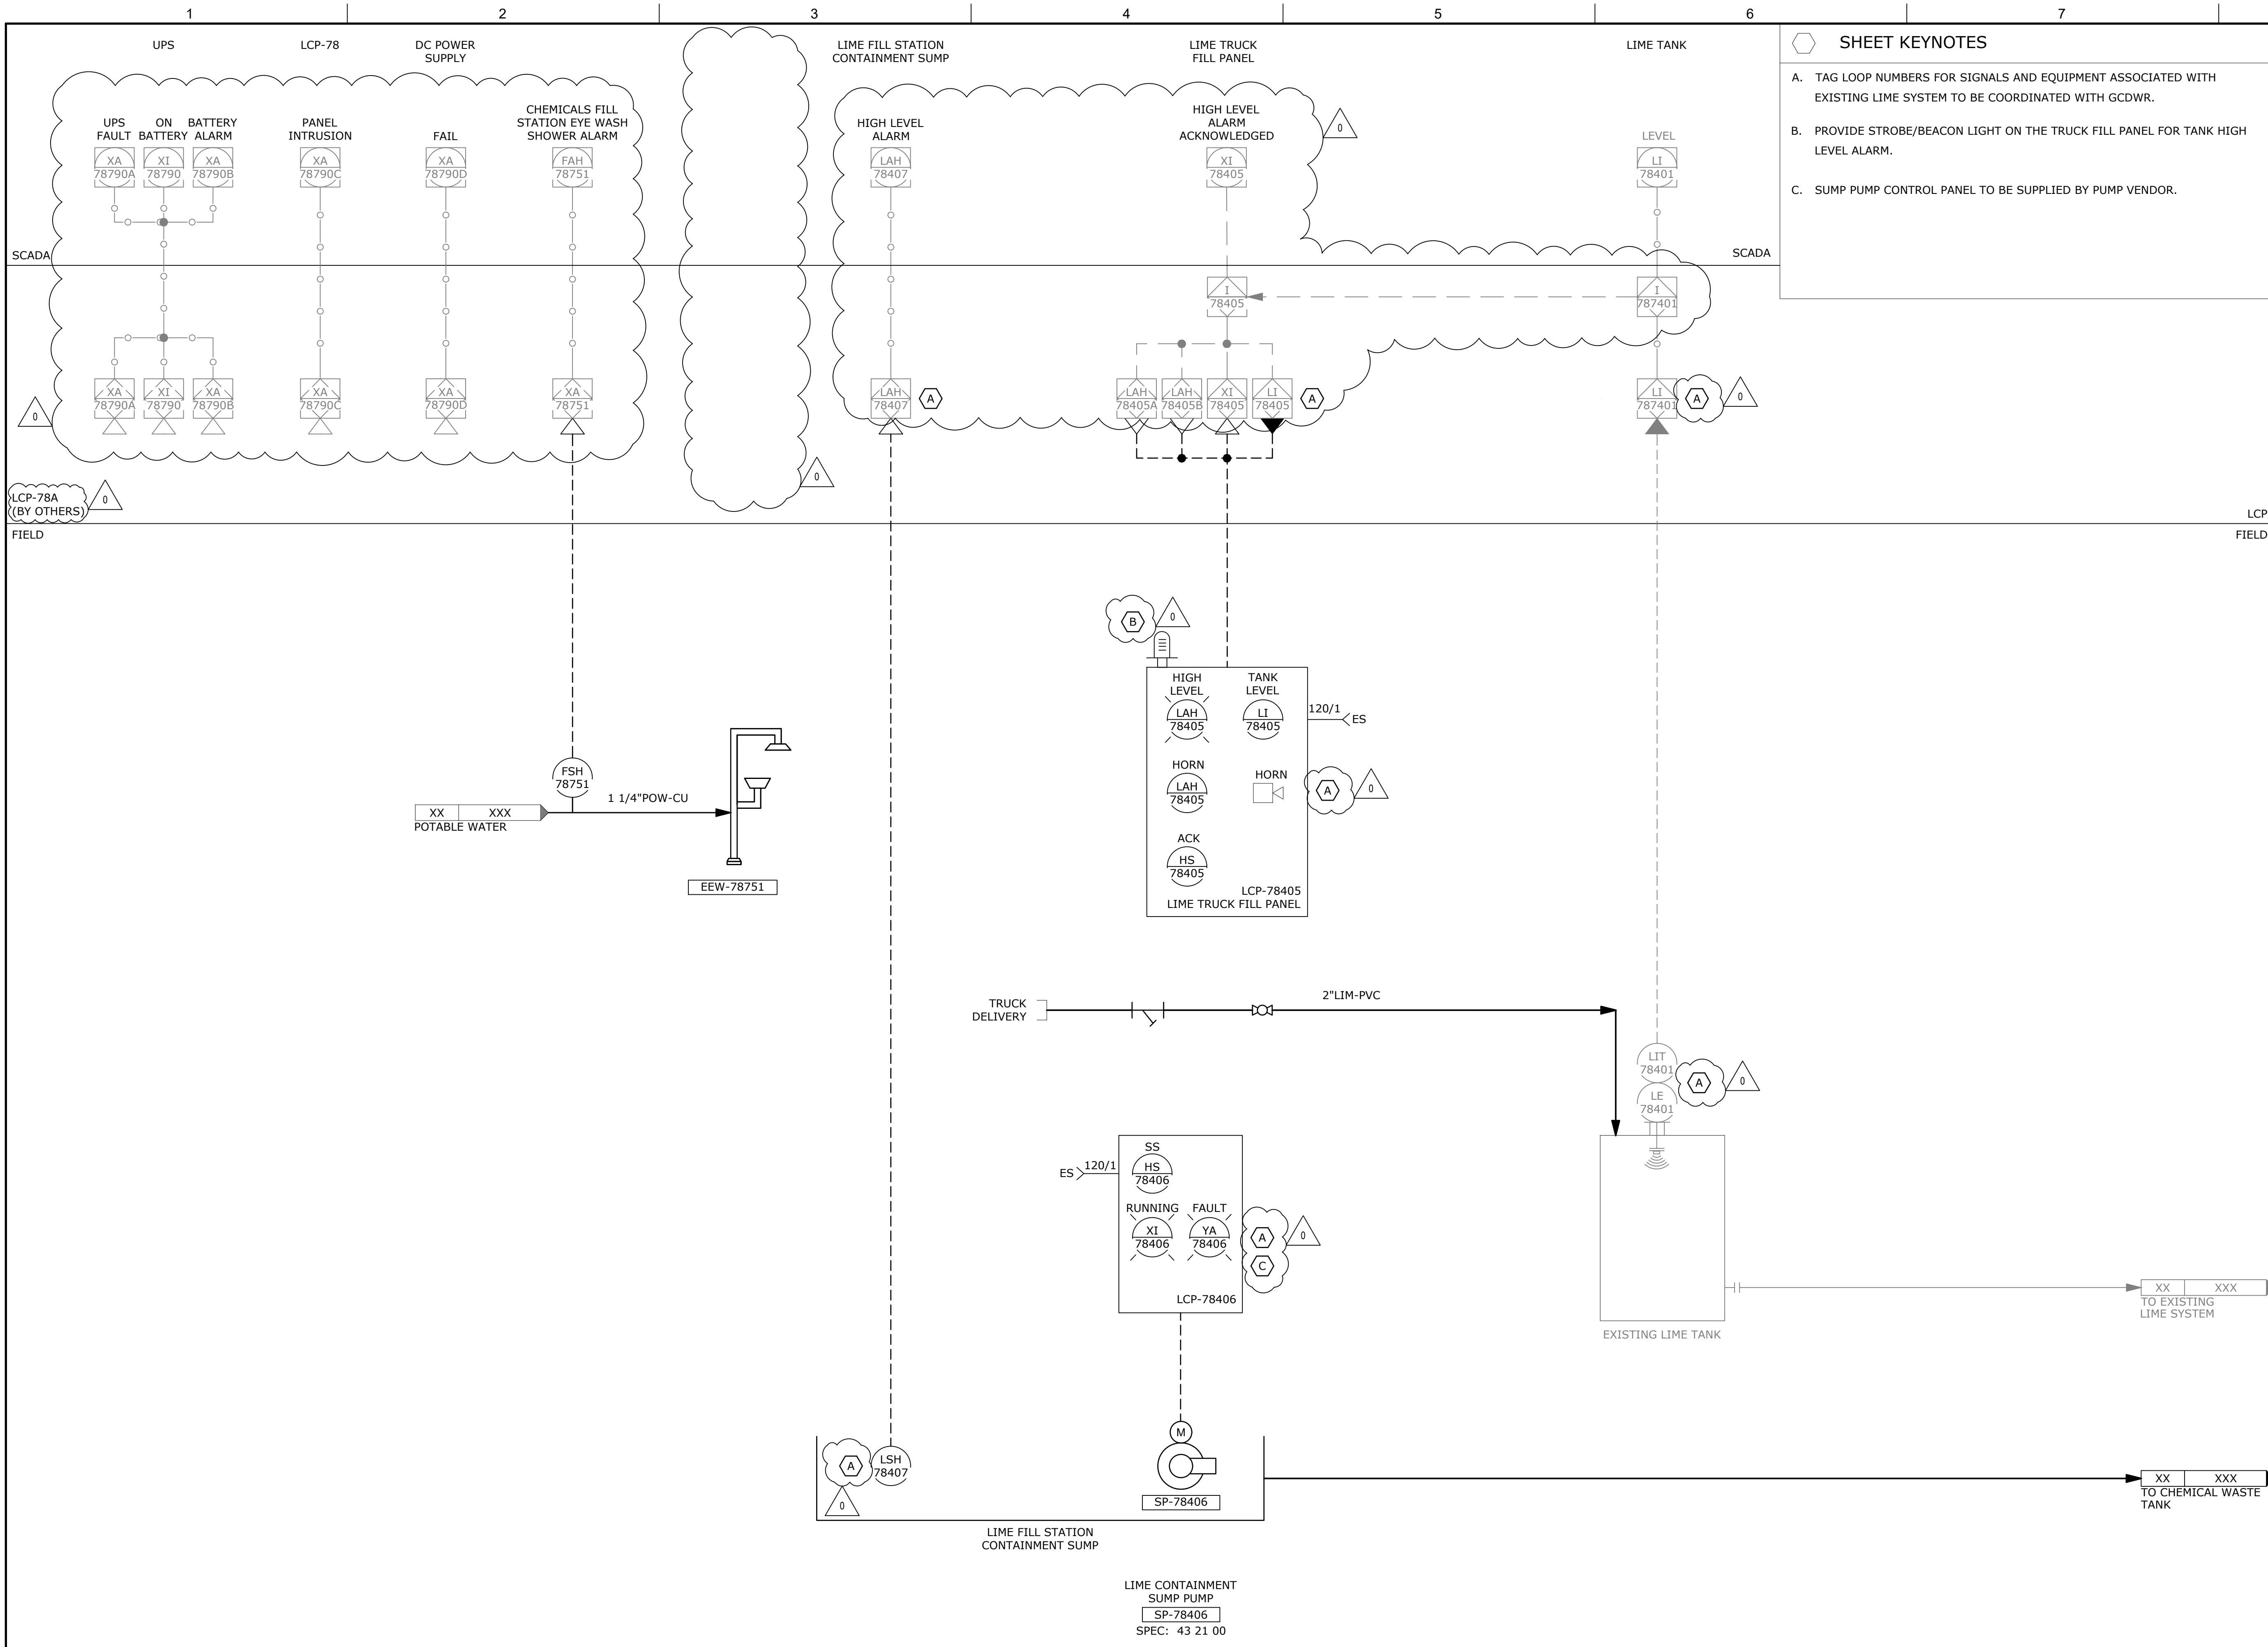 1 2 3 4 5 6 7
UPS
LCP-78
DC POWER
SUPPLY
LIME FILL STATION
CONTAINMENT SUMP
LIME TRUCK
FILL PANEL
LIME TANK
SHEET KEYNOTES
A. TAG LOOP NUMBERS FOR SIGNALS AND EQUIPMENT ASSOCIATED WITH
EXISTING LIME SYSTEM TO BE COORDINATED WITH GCDWR.
B. PROVIDE STROBE/BEACON LIGHT ON THE TRUCK FILL PANEL FOR TANK HIGH
LEVEL ALARM.
C. SUMP PUMP CONTROL PANEL TO BE SUPPLIED BY PUMP VENDOR.
UPS
FAULT
ON
BATTERY
BATTERY
ALARM
PANEL
INTRUSION
FAIL
CHEMICALS FILL
STATION EYE WASH
SHOWER ALARM
HIGH LEVEL
ALARM
HIGH LEVEL
ALARM
ACKNOWLEDGED
0
LEVEL
XA
78790A
XI
78790
XA
78790B
XA
78790C
XA
78790D
FAH
78751
LAH
78407
XI
78405
LI
78401
SCADA
SCADA
I
78405
I
787401
0
XA
78790A
XI
78790
XA
78790B
XA
78790C
XA
78790D
XA
78751
LAH
78407
A
LAH
78405A
LAH
78405B
XI
78405
LI
78405
A
LI
787401
A
0
0
LCP-78A
(BY OTHERS)
0
LCP
FIELD
FIELD
B
0
HIGH
LEVEL
LAH
78405
TANK
LEVEL
LI
78405
120/1
ES
HORN
LAH
78405
HORN
A
0
ACK
HS
78405
LCP-78405
LIME TRUCK FILL PANEL
FSH
78751
1 1/4"POW-CU
XX XXX
POTABLE WATER
EEW-78751
TRUCK
DELIVERY
2"LIM-PVC
LIT
78401
LE
78401
A
0
ES
120/1
SS
HS
78406
RUNNING
XI
78406
FAULT
YA
78406
A
C
0
LCP-78406
EXISTING LIME TANK
XX XXX
TO EXISTING
LIME SYSTEM
M
A
LSH
78407
0
SP-78406
XX XXX
TO CHEMICAL WASTE
TANK
LIME FILL STATION
CONTAINMENT SUMP
LIME CONTAINMENT
SUMP PUMP
SP-78406
SPEC: 43 21 00